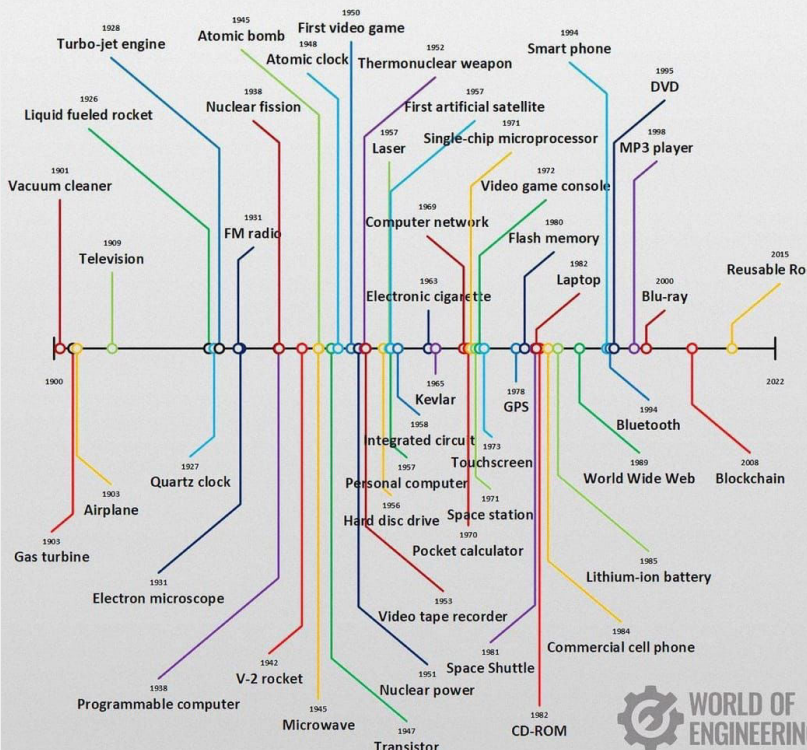 1950
First video game
1945
Atomic bomb
1928
Turbo-jet engine
1994
Smart phone
1948
Atomic clock
1952
Thermonuclear weapon
1995
DVD
1926
Liquid fueled rocket
1938
Nuclear fission
1957
First artificial satellite
1971
Single-chip microprocessor
1957
Laser
1998
MP3 player
1901
Vacuum cleaner
1972
Video game console
1969
Computer network
1931
FM radio
1980
Flash memory
1909
Television
2015
Reusable Ro
1982
Laptop
1963
Electronic cigarette
2000
Blu-ray
1900
2022
1965
Kevlar
1978
GPS
1994
Bluetooth
1958
Integrated circuit
1973
Touchscreen
1927
Quartz clock
1957
Personal computer
1989
World Wide Web
2008
Blockchain
1903
Airplane
1956
Hard disc drive
1971
Space station
1970
Pocket calculator
1903
Gas turbine
1985
Lithium-ion battery
1931
Electron microscope
1953
Video tape recorder
1984
Commercial cell phone
1981
Space Shuttle
1942
V-2 rocket
1951
Nuclear power
1938
Programmable computer
1945
Microwave
1982
CD-ROM
1947
Transistor
WORLD OF
ENGINEERIN